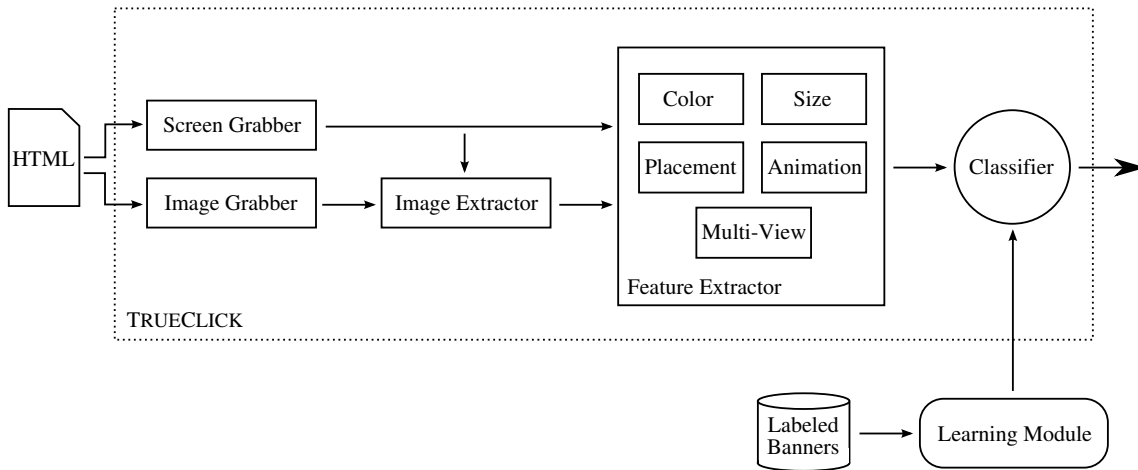 HTML
Screen Grabber
Image Grabber
Image Extractor
Color
Size
Placement
Animation
Multi-View
Feature Extractor
Classifier
TRUECLICK
Labeled
Banners
Learning Module